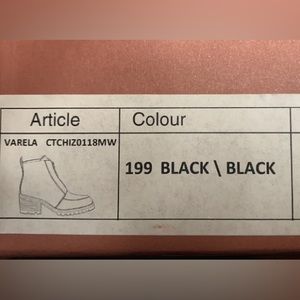 Article
Colour
VARELA CTCHIZ0118MW
199 BLACK \ BLACK